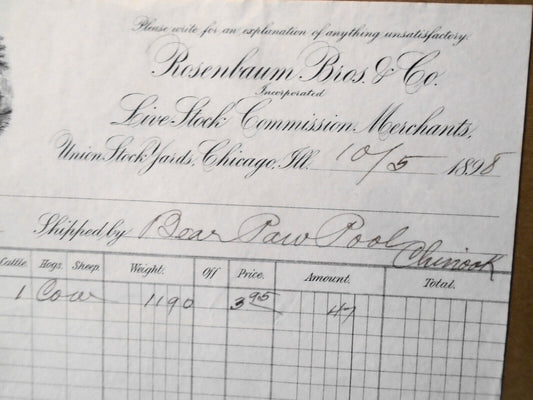 Please write for an explanation of anything unsatisfactory.
Rosenbaum Bros. & Co.
Incorporated
Live Stock Commission Merchants,
Union Stock Yards, Chicago, Ill. 10/5 1898
Shipped by Bear Paw Pool
Chinook
Cattle. Hogs. Sheep. Weight. Off Price. Amount. Total.
1 Cow 1190 3 95 47